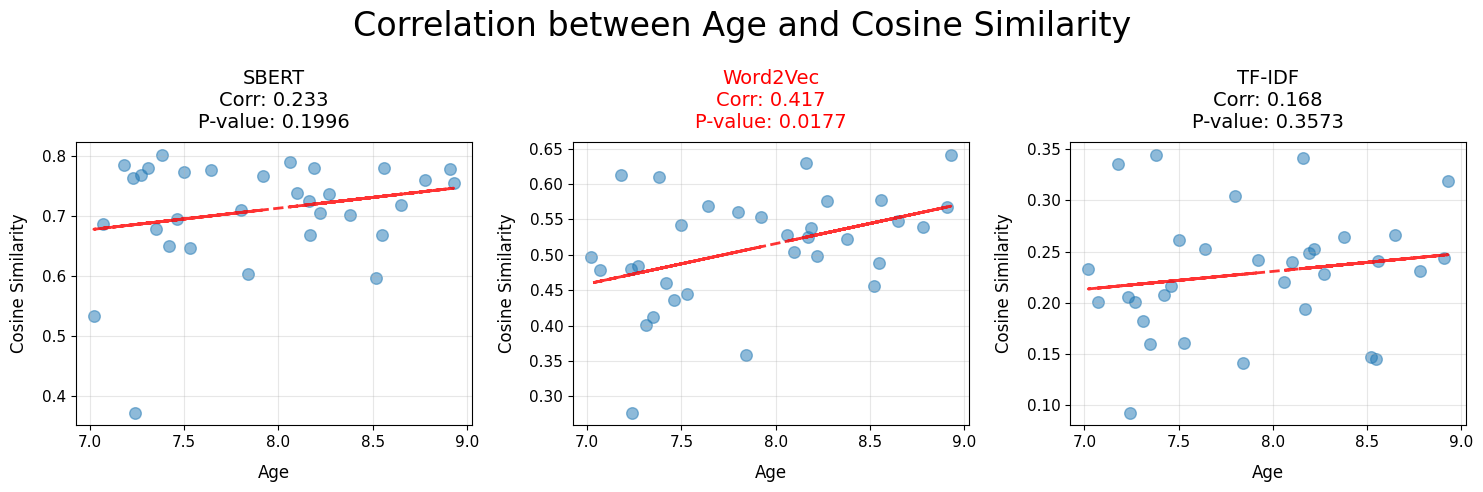 Correlation between Age and Cosine Similarity
SBERT
Corr: 0.233
P-value: 0.1996
Word2Vec
Corr: 0.417
P-value: 0.0177
TF-IDF
Corr: 0.168
P-value: 0.3573
Cosine Similarity
0.8
0.7
0.6
0.5
0.4
7.0 7.5 8.0 8.5 9.0
Age
Cosine Similarity
0.65
0.60
0.55
0.50
0.45
0.40
0.35
0.30
7.0 7.5 8.0 8.5 9.0
Age
Cosine Similarity
0.35
0.30
0.25
0.20
0.15
0.10
7.0 7.5 8.0 8.5 9.0
Age